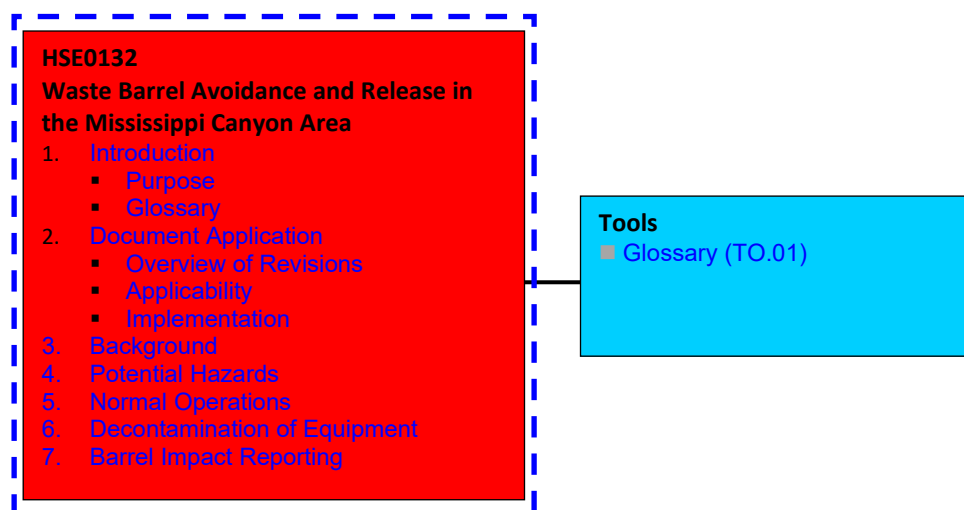 HSE0132
Waste Barrel Avoidance and Release in
the Mississippi Canyon Area
1. Introduction
▪ Purpose
▪ Glossary
2. Document Application
▪ Overview of Revisions
▪ Applicability
▪ Implementation
3. Background
4. Potential Hazards
5. Normal Operations
6. Decontamination of Equipment
7. Barrel Impact Reporting
Tools
■ Glossary (TO.01)